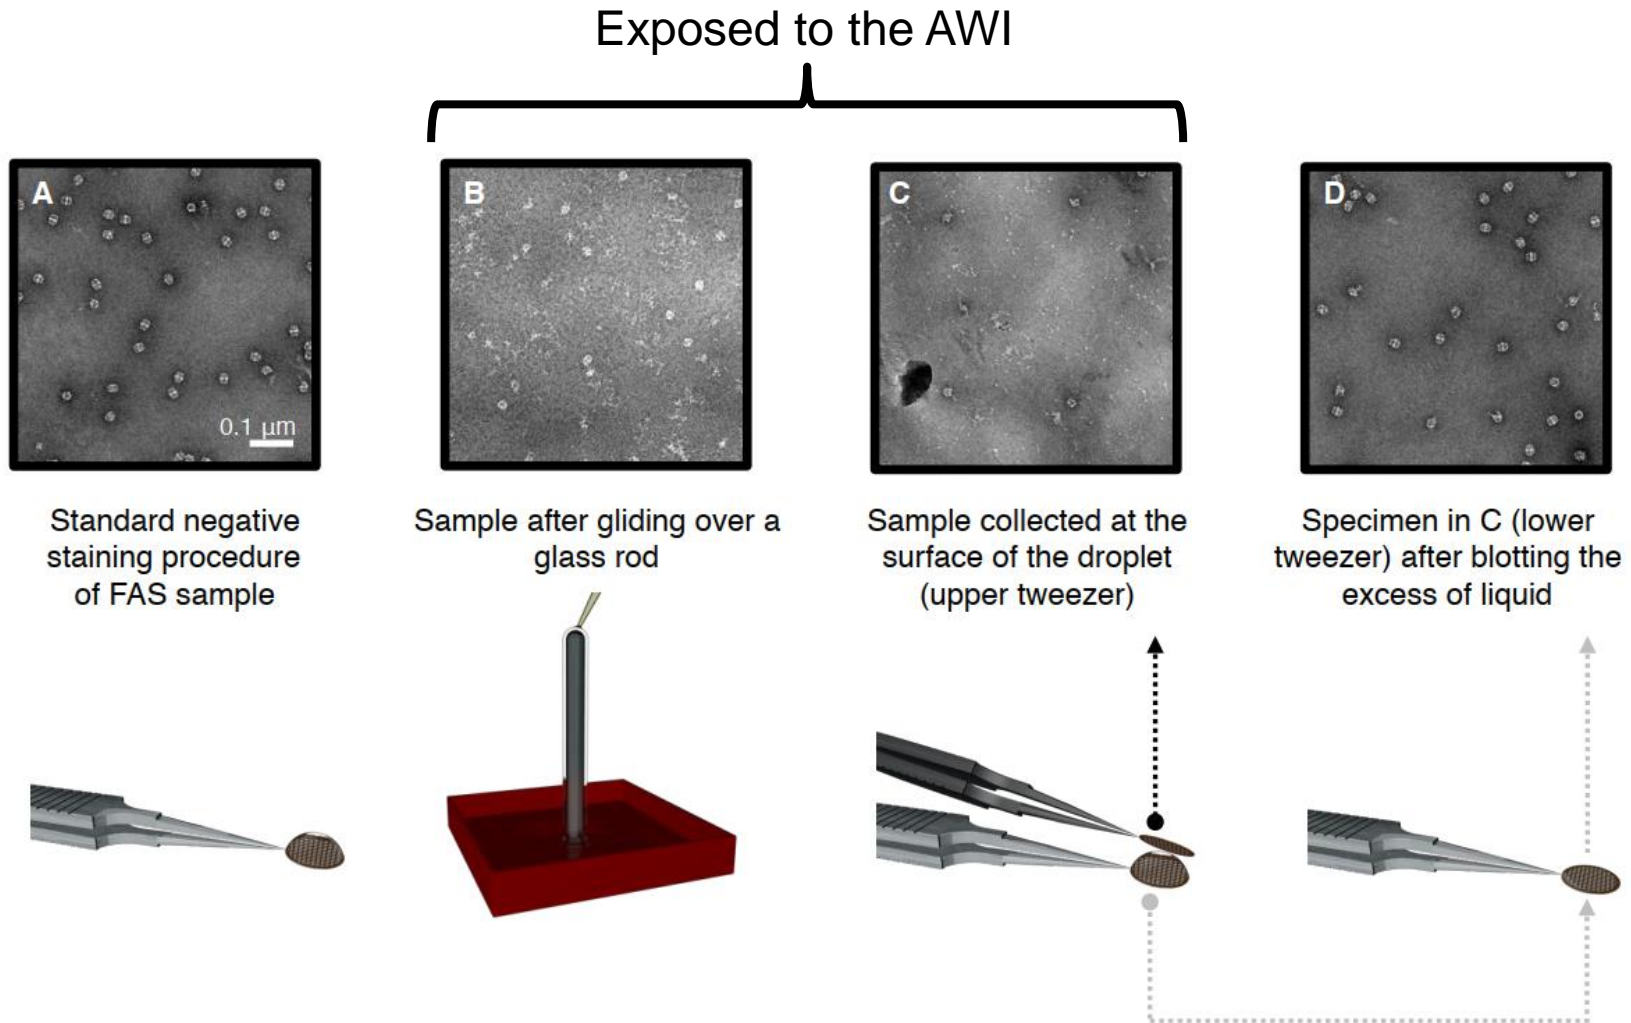 Exposed to the AWI
A
B
C
D
0.1 µm
Standard negative
staining procedure
of FAS sample
Sample after gliding over a
glass rod
Sample collected at the
surface of the droplet
(upper tweezer)
Specimen in C (lower
tweezer) after blotting the
excess of liquid